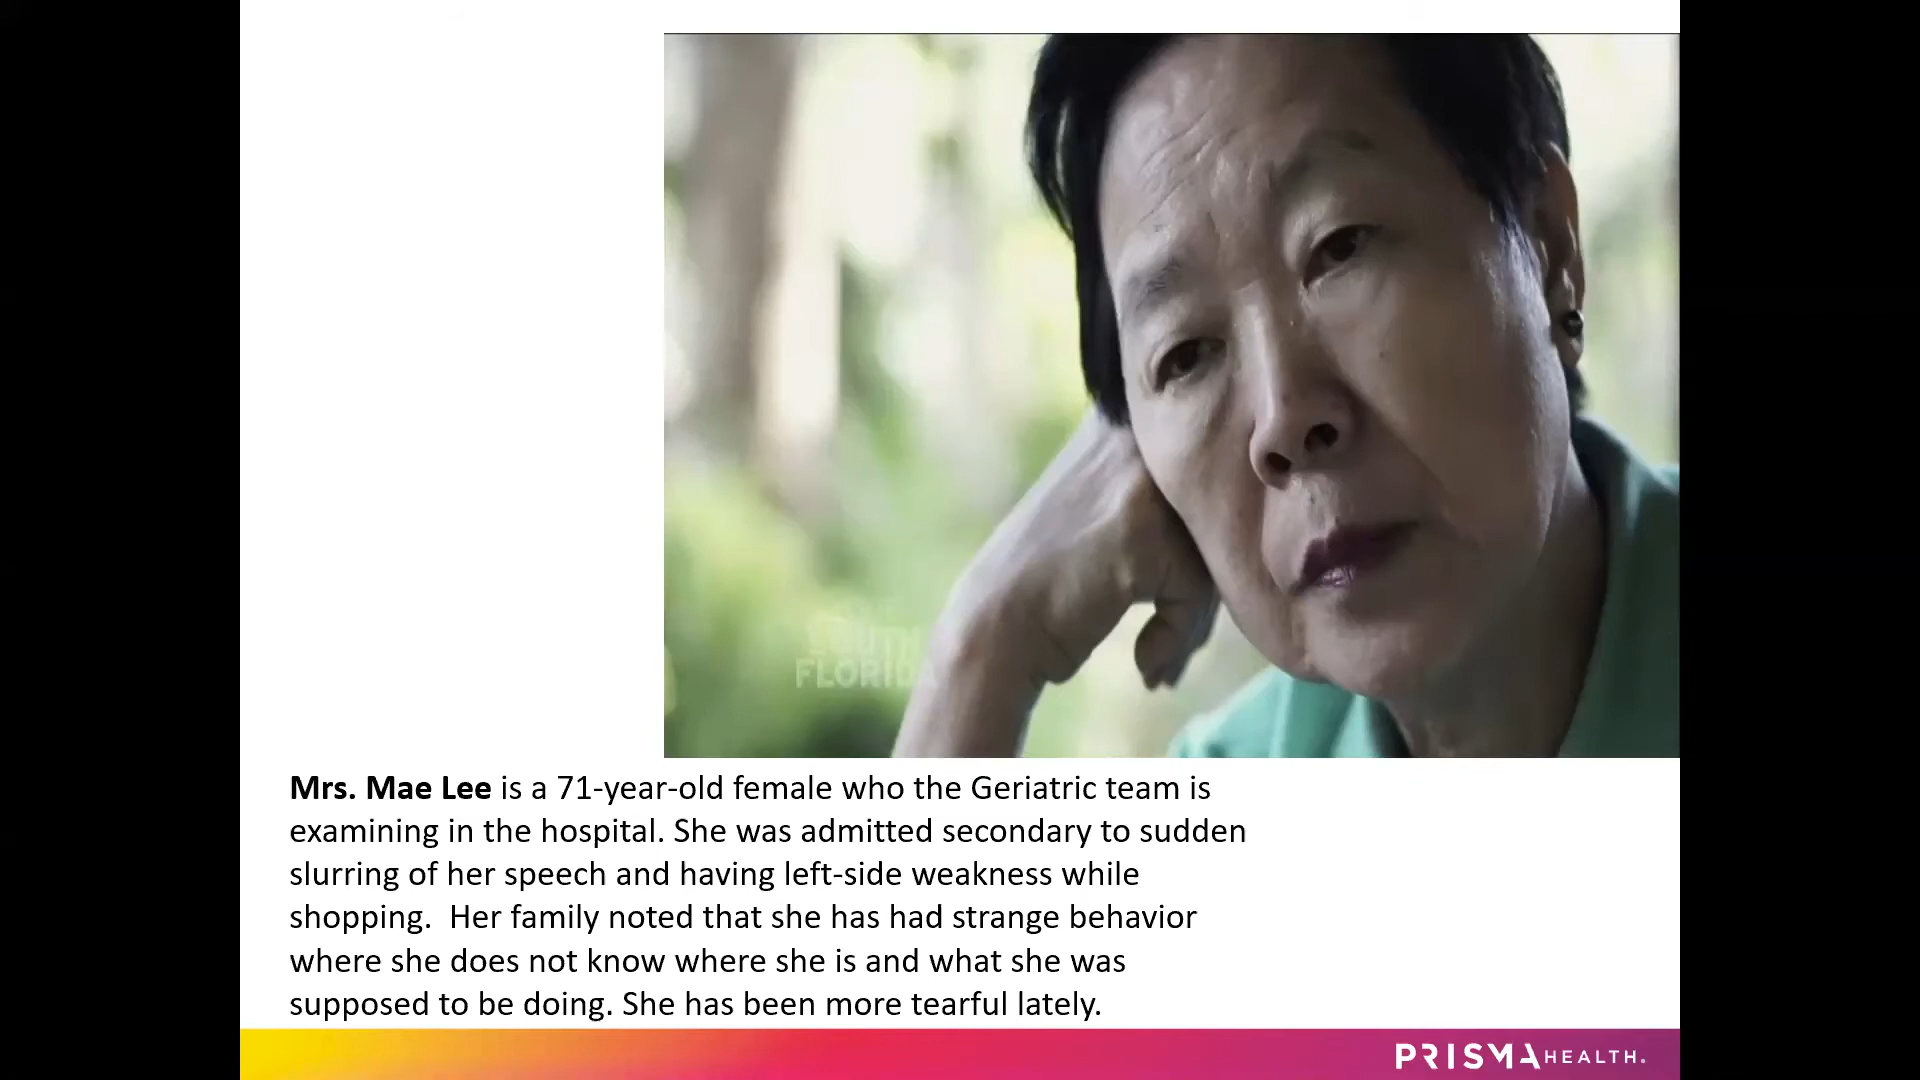 SOUTH
FLORIDA
Mrs. Mae Lee is a 71-year-old female who the Geriatric team is
examining in the hospital. She was admitted secondary to sudden
slurring of her speech and having left-side weakness while
shopping.  Her family noted that she has had strange behavior
where she does not know where she is and what she was
supposed to be doing. She has been more tearful lately.
PRISMA HEALTH.